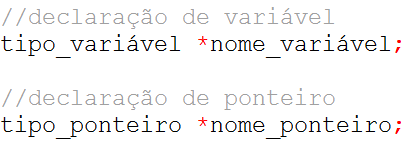 //declaração de variável
tipo_variável *nome_variável;
//declaração de ponteiro
tipo_ponteiro *nome_ponteiro;